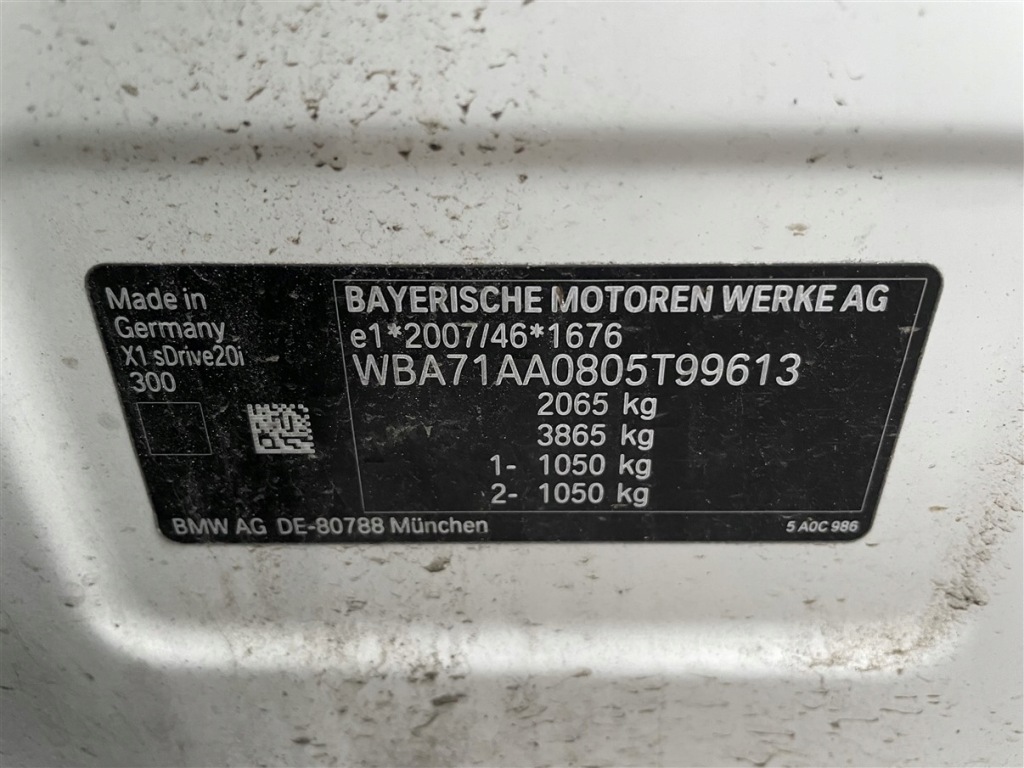 Made in
Germany
X1 sDrive20i
300
BAYERISCHE MOTOREN WERKE AG
e1*2007/46*1676
WBA71AA0805T99613
2065 kg
3865 kg
1- 1050 kg
2- 1050 kg
BMW AG DE-80788 München
5 A0C 986